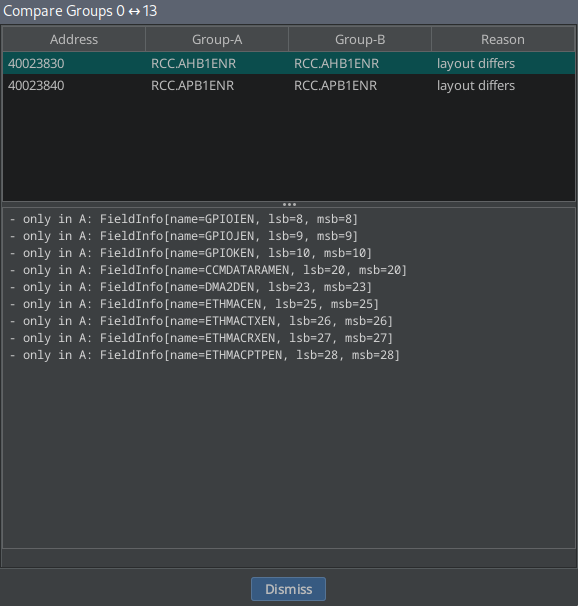 Compare Groups 0 ↔ 13
Address Group-A Group-B Reason
40023830 RCC.AHB1ENR RCC.AHB1ENR layout differs
40023840 RCC.APB1ENR RCC.APB1ENR layout differs
- only in A: FieldInfo[name=GPIOIEN, lsb=8, msb=8]
- only in A: FieldInfo[name=GPIOJEN, lsb=9, msb=9]
- only in A: FieldInfo[name=GPIOKEN, lsb=10, msb=10]
- only in A: FieldInfo[name=CCMDATARAMEN, lsb=20, msb=20]
- only in A: FieldInfo[name=DMA2DEN, lsb=23, msb=23]
- only in A: FieldInfo[name=ETHMACEN, lsb=25, msb=25]
- only in A: FieldInfo[name=ETHMACTXEN, lsb=26, msb=26]
- only in A: FieldInfo[name=ETHMACRXEN, lsb=27, msb=27]
- only in A: FieldInfo[name=ETHMACPTPEN, lsb=28, msb=28]
Dismiss